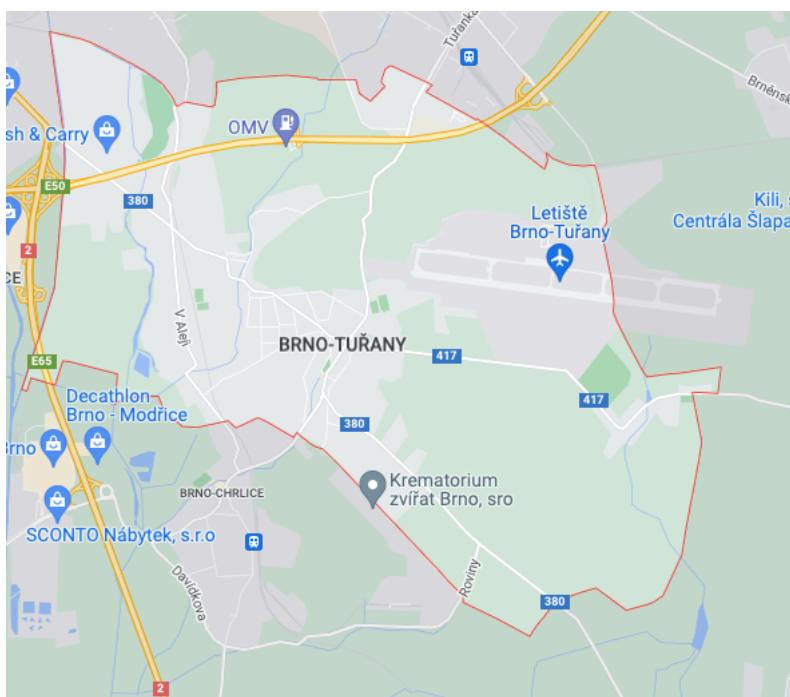 Tuřanka
Brněnsk
OMV
sh & Carry
E50
380
Kili, s
Centrála Šlapa
Letiště
Brno-Tuřany
2
CE
V Aleji
BRNO-TUŘANY
417
E65
417
Decathlon
Brno - Modřice
380
Brno
Krematorium
zvířat Brno, sro
BRNO-CHRLICE
SCONTO Nábytek, s.r.o
Davídkova
Roviny
380
2